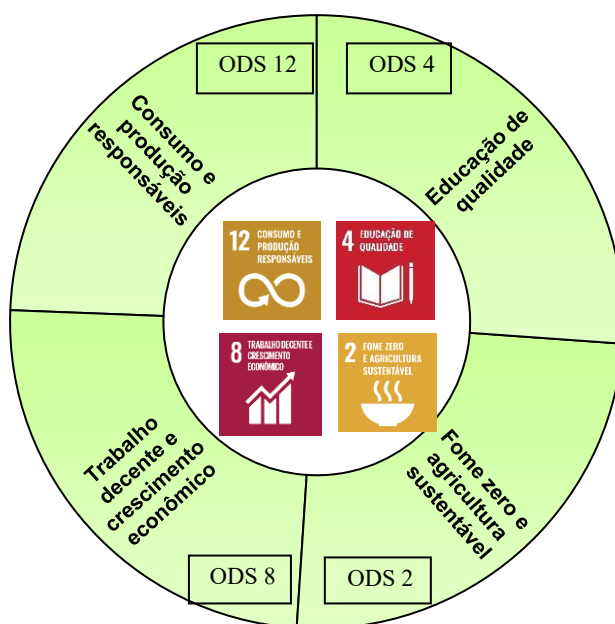 ODS 12
ODS 4
Consumo e
produção
responsáveis
Educação de
qualidade
12 CONSUMO E
PRODUÇÃO
RESPONSÁVEIS
4 EDUCAÇÃO DE
QUALIDADE
8 TRABALHO DECENTE E
CRESCIMENTO
ECONÔMICO
2 FOME ZERO
E AGRICULTURA
SUSTENTÁVEL
Trabalho
decente e
crescimento
econômico
Fome zero e
agricultura
sustentável
ODS 8
ODS 2